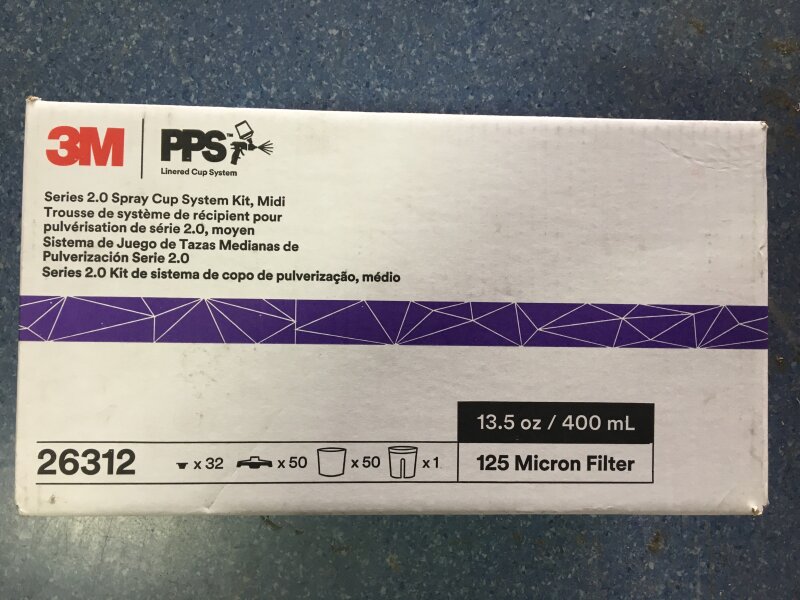 3M
PPS™
Linered Cup System
Series 2.0 Spray Cup System Kit, Midi
Trousse de système de récipient pour
pulvérisation de série 2.0, moyen
Sistema de Juego de Tazas Medianas de
Pulverización Serie 2.0
Series 2.0 Kit de sistema de copo de pulverização, médio
13.5 oz / 400 mL
26312 x 32 x 50 x 50 x 1 125 Micron Filter